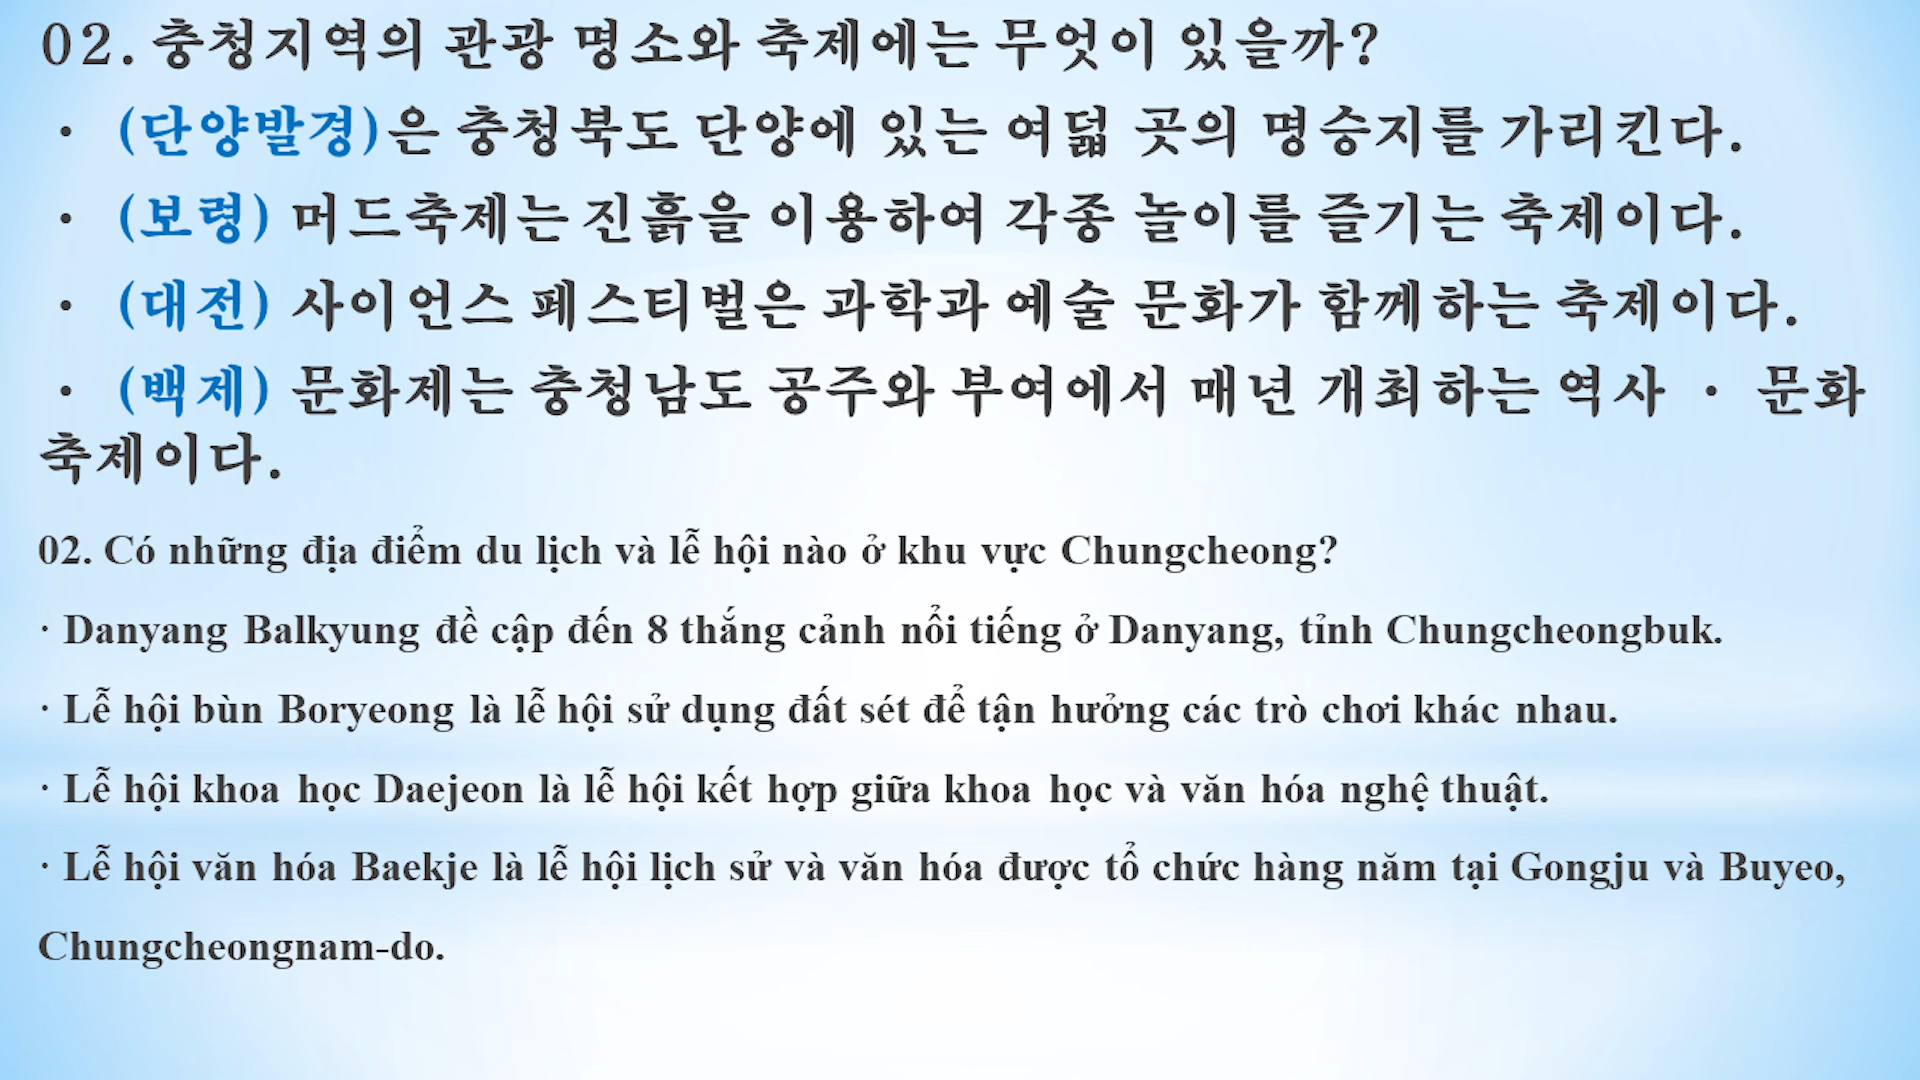 02. 충청지역의 관광 명소와 축제에는 무엇이 있을까?
· (단양발경)은 충청북도 단양에 있는 여덟 곳의 명승지를 가리킨다.
· (보령) 머드축제는 진흙을 이용하여 각종 놀이를 즐기는 축제이다.
· (대전) 사이언스 페스티벌은 과학과 예술 문화가 함께하는 축제이다.
· (백제) 문화제는 충청남도 공주와 부여에서 매년 개최하는 역사 · 문화
축제이다.
02. Có những địa điểm du lịch và lễ hội nào ở khu vực Chungcheong?
· Danyang Balkyung đề cập đến 8 thắng cảnh nổi tiếng ở Danyang, tỉnh Chungcheongbuk.
· Lễ hội bùn Boryeong là lễ hội sử dụng đất sét để tận hưởng các trò chơi khác nhau.
· Lễ hội khoa học Daejeon là lễ hội kết hợp giữa khoa học và văn hóa nghệ thuật.
· Lễ hội văn hóa Baekje là lễ hội lịch sử và văn hóa được tổ chức hàng năm tại Gongju và Buyeo,
Chungcheongnam-do.